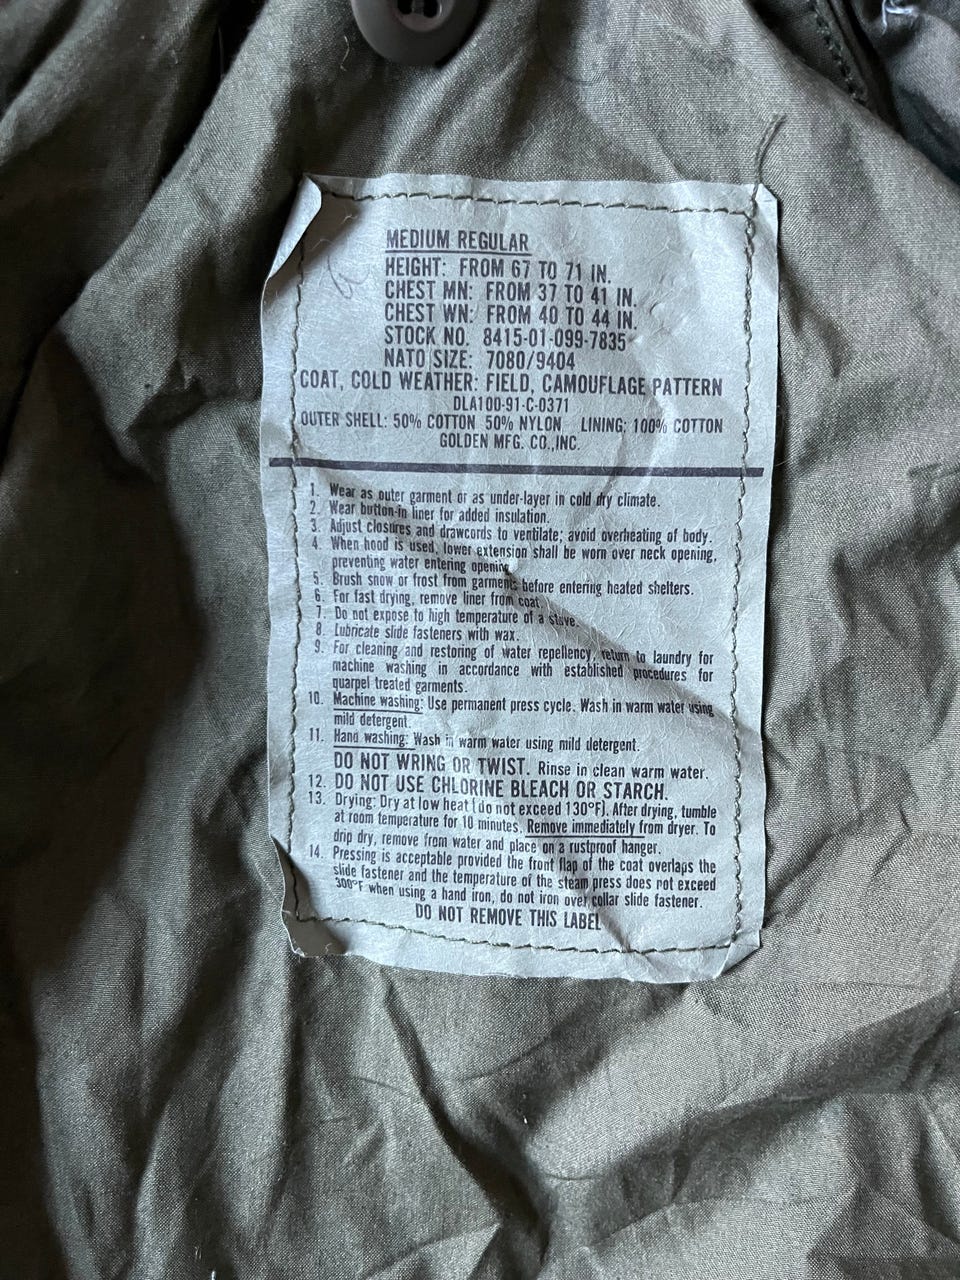 MEDIUM REGULAR
HEIGHT: FROM 67 TO 71 IN.
CHEST MN: FROM 37 TO 41 IN.
CHEST WN: FROM 40 TO 44 IN.
STOCK NO. 8415-01-099-7835
NATO SIZE: 7080/9404
COAT, COLD WEATHER: FIELD, CAMOUFLAGE PATTERN
DLA100-91-C-0371
OUTER SHELL: 50% COTTON 50% NYLON LINING: 100% COTTON
GOLDEN MFG. CO.,INC.
1. Wear as outer garment or as under-layer in cold dry climate.
2. Wear button-in liner for added insulation.
3. Adjust closures and drawcords to ventilate; avoid overheating of body.
4. When hood is used, lower extension shall be worn over neck opening,
preventing water entering opening.
5. Brush snow or frost from garment before entering heated shelters.
6. For fast drying, remove liner from coat.
7. Do not expose to high temperature of a stove.
8. Lubricate slide fasteners with wax.
9. For cleaning and restoring of water repellency, return to laundry for
machine washing in accordance with established procedures for
quarpel treated garments.
10. Machine washing: Use permanent press cycle. Wash in warm water using
mild detergent.
11. Hand washing: Wash in warm water using mild detergent.
DO NOT WRING OR TWIST. Rinse in clean warm water.
12. DO NOT USE CHLORINE BLEACH OR STARCH.
13. Drying: Dry at low heat (do not exceed 130°F). After drying, tumble
at room temperature for 10 minutes. Remove immediately from dryer. To
drip dry, remove from water and place on a rustproof hanger.
14. Pressing is acceptable provided the front flap of the coat overlaps the
slide fastener and the temperature of the steam press does not exceed
300°F when using a hand iron, do not iron over collar slide fastener.
DO NOT REMOVE THIS LABEL